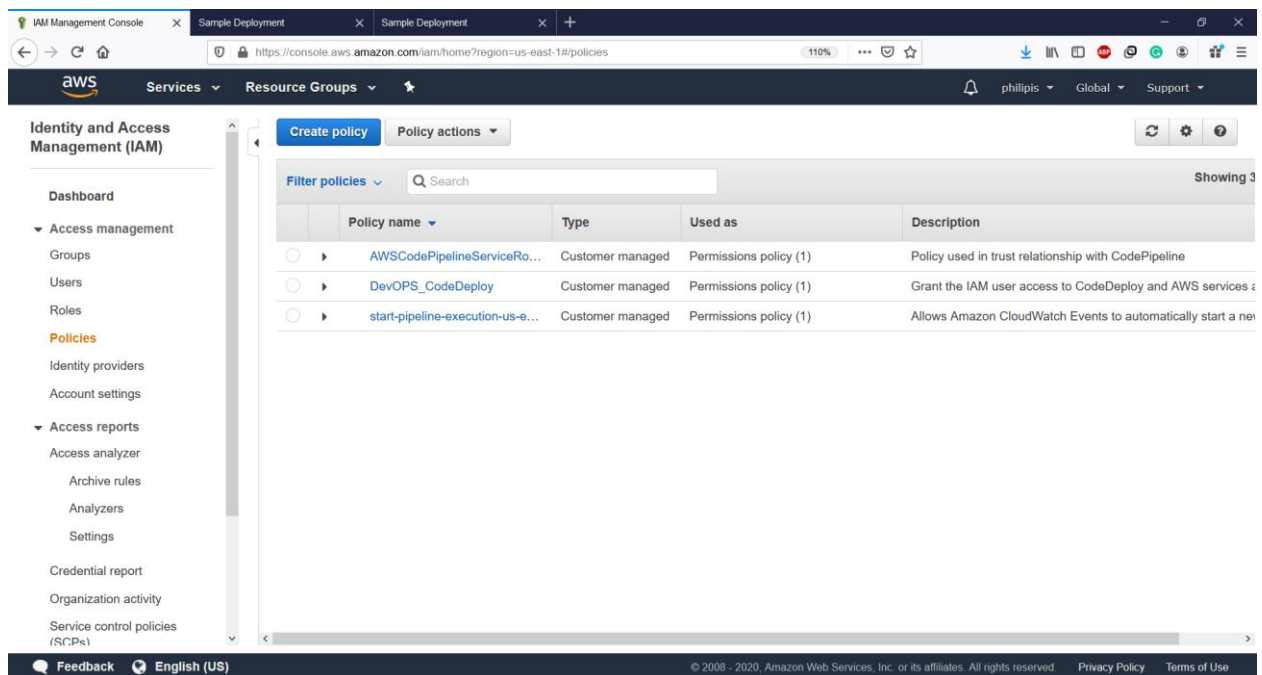 IAM Management Console Sample Deployment Sample Deployment
https://console.aws.amazon.com/iam/home?region=us-east-1#/policies 110%
aws Services Resource Groups philipis Global Support
Identity and Access
Management (IAM)
Dashboard
Access management
Groups
Users
Roles
Policies
Identity providers
Account settings
Access reports
Access analyzer
Archive rules
Analyzers
Settings
Credential report
Organization activity
Service control policies
(SCPs)
Create policy Policy actions
Filter policies Search Showing 3
Policy name Type Used as Description
AWSCodePipelineServiceRo... Customer managed Permissions policy (1) Policy used in trust relationship with CodePipeline
DevOPS_CodeDeploy Customer managed Permissions policy (1) Grant the IAM user access to CodeDeploy and AWS services a
start-pipeline-execution-us-e... Customer managed Permissions policy (1) Allows Amazon CloudWatch Events to automatically start a nev
Feedback English (US) © 2008 - 2020, Amazon Web Services, Inc. or its affiliates. All rights reserved. Privacy Policy Terms of Use